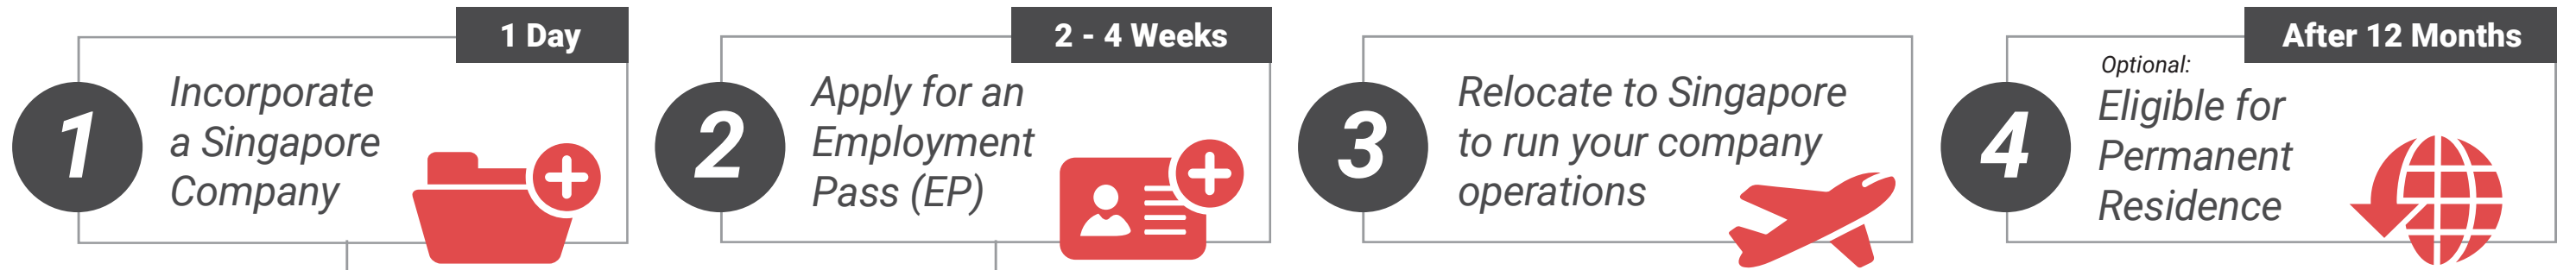 1 Day
1
Incorporate
a Singapore
Company
2 - 4 Weeks
2
Apply for an
Employment
Pass (EP)
3
Relocate to Singapore
to run your company
operations
After 12 Months
4
Optional:
Eligible for
Permanent
Residence